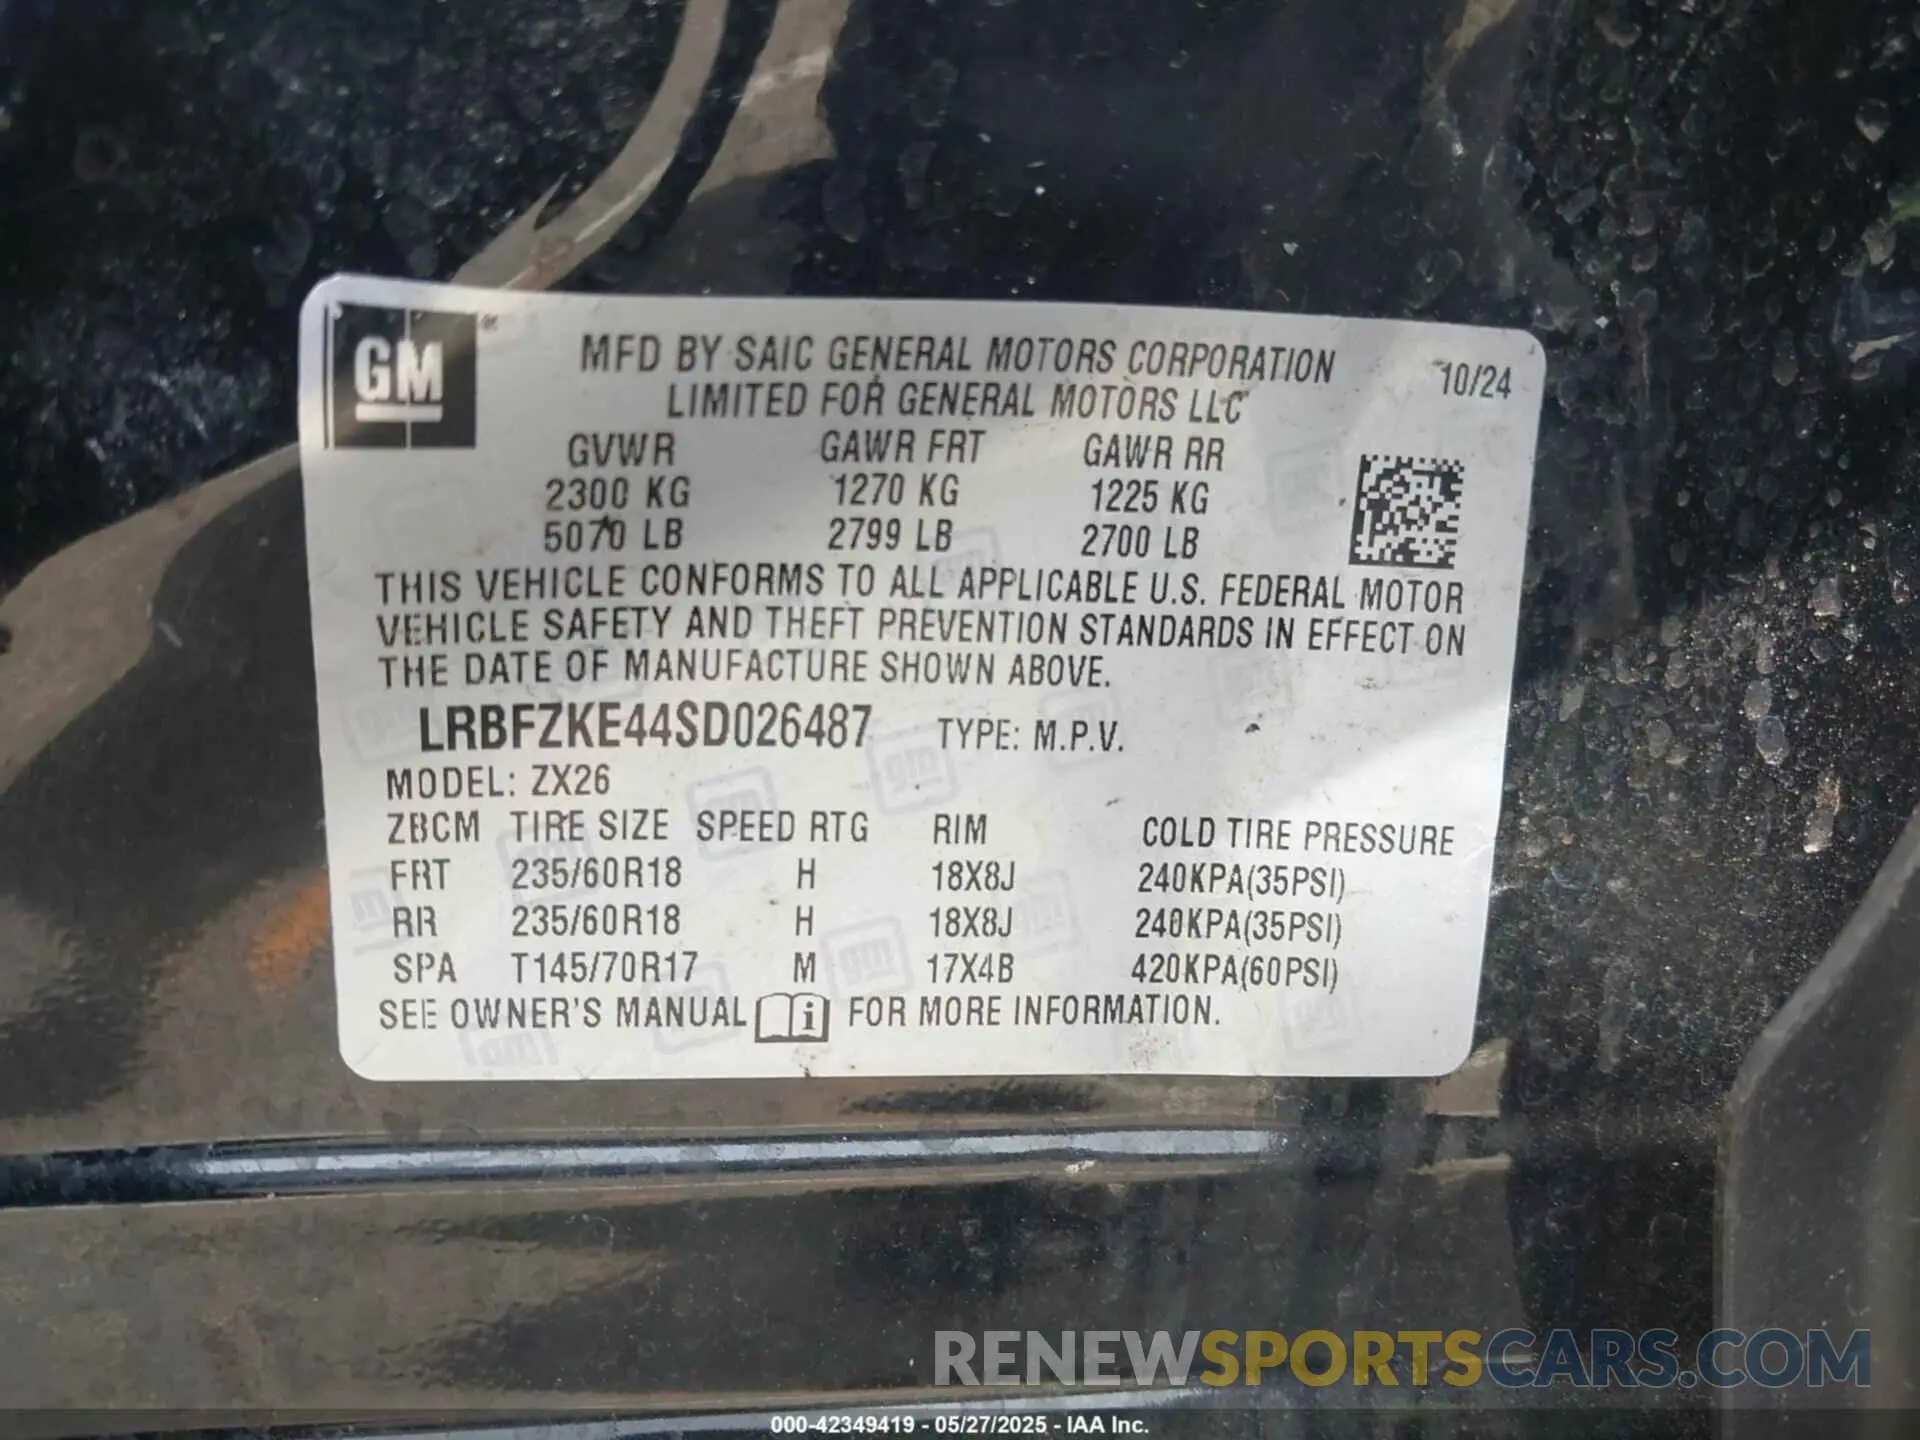 GM
MFD BY SAIC GENERAL MOTORS CORPORATION 10/24
LIMITED FOR GENERAL MOTORS LLC
GVWR GAWR FRT GAWR RR
2300 KG 1270 KG 1225 KG
5070 LB 2799 LB 2700 LB
THIS VEHICLE CONFORMS TO ALL APPLICABLE U.S. FEDERAL MOTOR
VEHICLE SAFETY AND THEFT PREVENTION STANDARDS IN EFFECT ON
THE DATE OF MANUFACTURE SHOWN ABOVE.
LRBFZKE44SD026487 TYPE: M.P.V.
MODEL: ZX26
ZBCM TIRE SIZE SPEED RTG RIM COLD TIRE PRESSURE
FRT 235/60R18 H 18X8J 240KPA(35PSI)
RR 235/60R18 H 18X8J 240KPA(35PSI)
SPA T145/70R17 M 17X4B 420KPA(60PSI)
SEE OWNER'S MANUAL i FOR MORE INFORMATION.
RENEWSPORTSCARS.COM
000-42349419 - 05/27/2025 - IAA Inc.